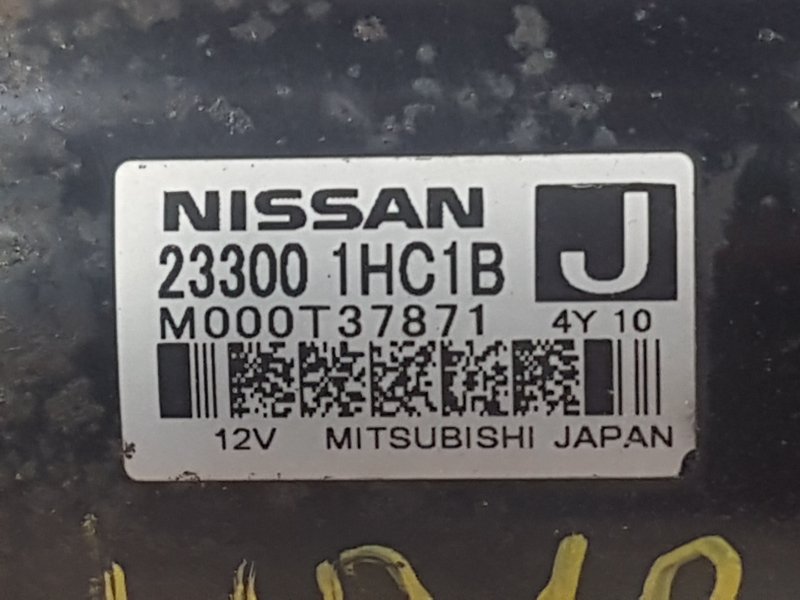 NISSAN J
23300 1HC1B
M000T37871 4Y 10
12V MITSUBISHI JAPAN